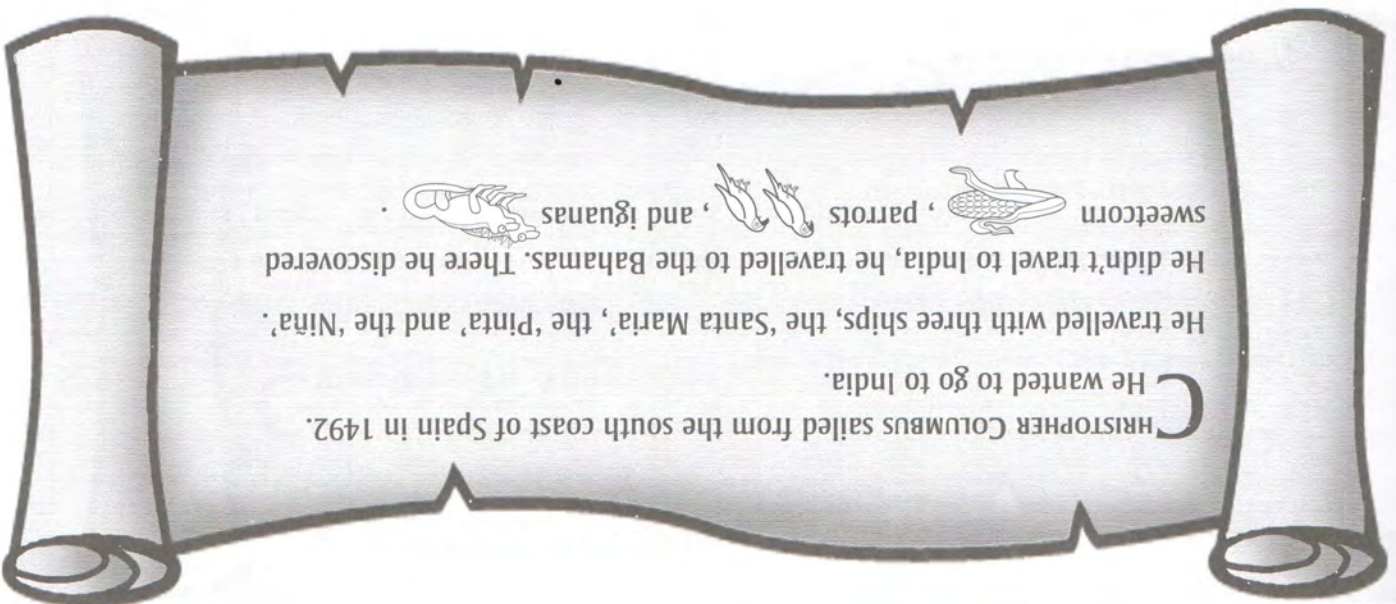 CHRISTOPHER COLUMBUS sailed from the south coast of Spain in 1492.
He wanted to go to India.
He travelled with three ships, the ‘Santa Maria’, the ‘Pinta’ and the ‘Niña’.
He didn’t travel to India, he travelled to the Bahamas. There he discovered
sweetcorn , parrots , and iguanas .